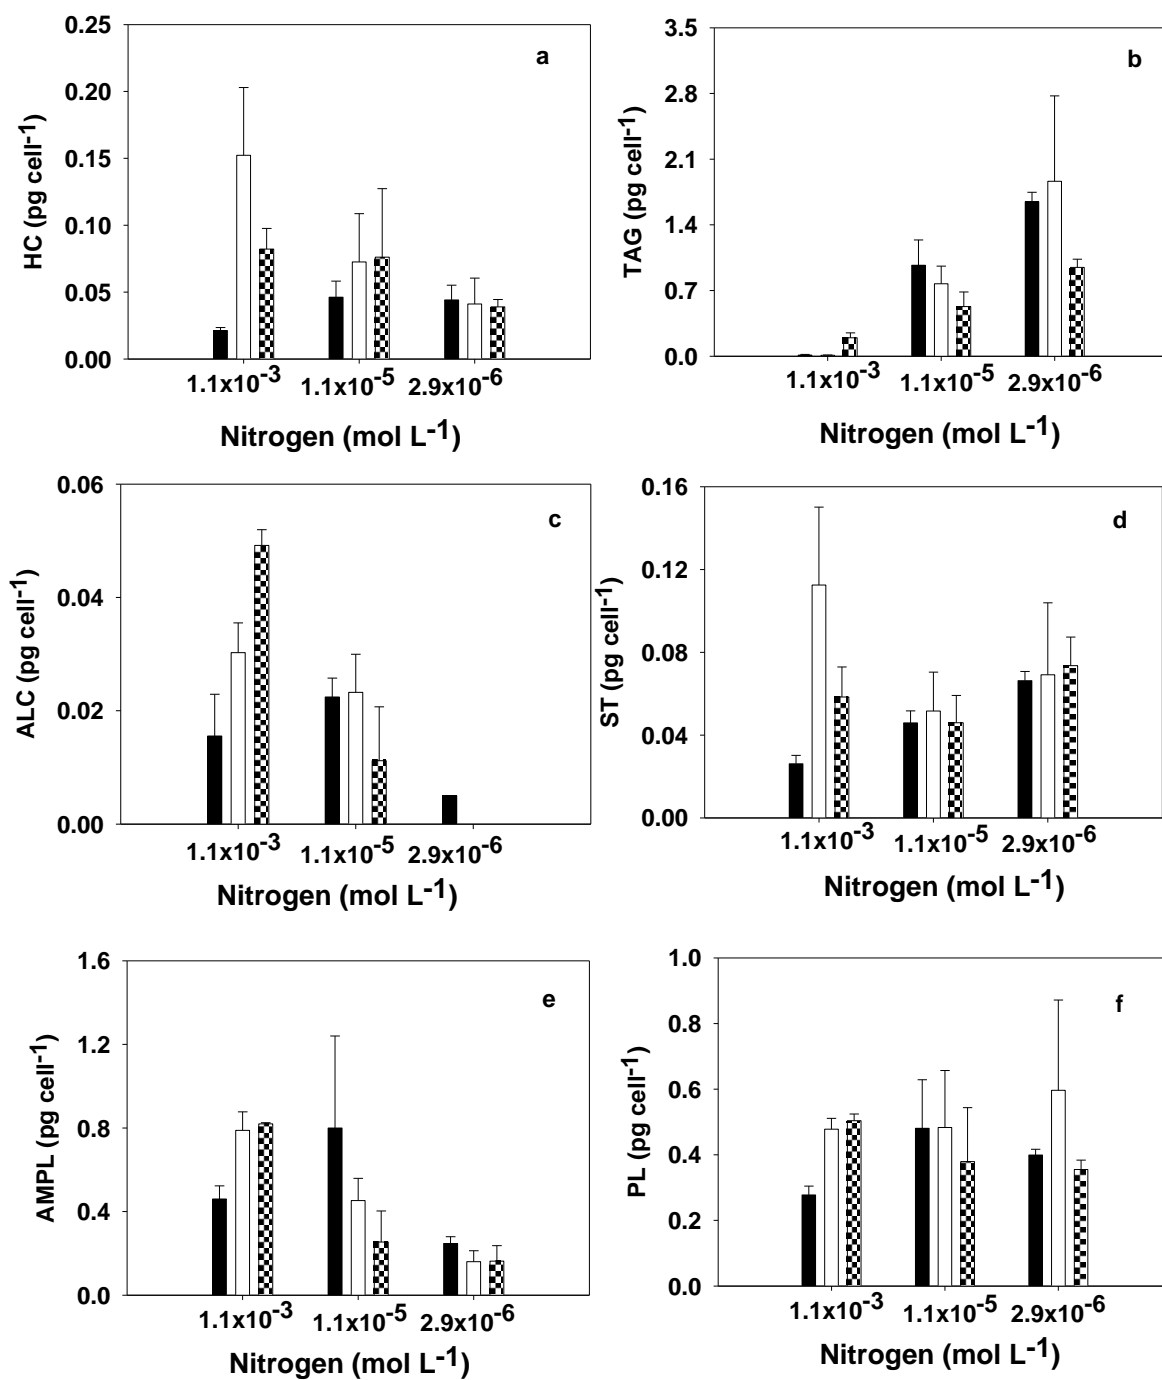 a
HC (pg cell-1)
0.25
0.20
0.15
0.10
0.05
0.00
1.1x10-3 1.1x10-5 2.9x10-6
Nitrogen (mol L-1)
b
TAG (pg cell-1)
3.5
2.8
2.1
1.4
0.7
0.0
1.1x10-3 1.1x10-5 2.9x10-6
Nitrogen (mol L-1)
c
ALC (pg cell-1)
0.06
0.04
0.02
0.00
1.1x10-3 1.1x10-5 2.9x10-6
Nitrogen (mol L-1)
d
ST (pg cell-1)
0.16
0.12
0.08
0.04
0.00
1.1x10-3 1.1x10-5 2.9x10-6
Nitrogen (mol L-1)
e
AMPL (pg cell-1)
1.6
1.2
0.8
0.4
0.0
1.1x10-3 1.1x10-5 2.9x10-6
Nitrogen (mol L-1)
f
PL (pg cell-1)
1.0
0.8
0.6
0.4
0.2
0.0
1.1x10-3 1.1x10-5 2.9x10-6
Nitrogen (mol L-1)